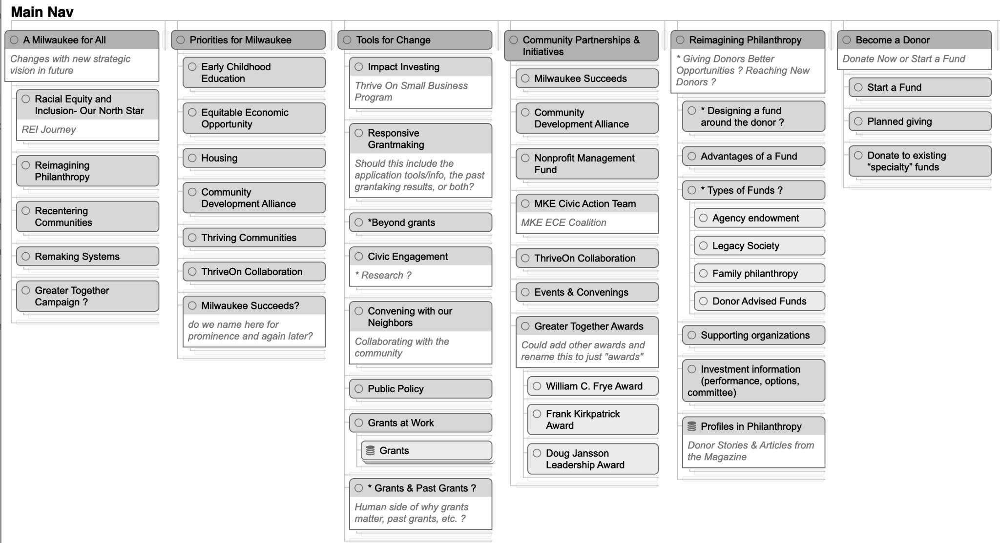 Main Nav
A Milwaukee for All
Changes with new strategic
vision in future
Racial Equity and
Inclusion- Our North Star
REI Journey
Reimagining
Philanthropy
Recentering
Communities
Remaking Systems
Greater Together
Campaign ?
Priorities for Milwaukee
Early Childhood
Education
Equitable Economic
Opportunity
Housing
Community
Development Alliance
Thriving Communities
ThriveOn Collaboration
Milwaukee Succeeds?
do we name here for
prominence and again later?
Tools for Change
Impact Investing
Thrive On Small Business
Program
Responsive
Grantmaking
Should this include the
application tools/info, the past
grantaking results, or both?
*Beyond grants
Civic Engagement
* Research ?
Convening with our
Neighbors
Collaborating with the
community
Public Policy
Grants at Work
Grants
* Grants & Past Grants ?
Human side of why grants
matter, past grants, etc. ?
Community Partnerships &
Initiatives
Milwaukee Succeeds
Community
Development Alliance
Nonprofit Management
Fund
MKE Civic Action Team
MKE ECE Coalition
ThriveOn Collaboration
Events & Convenings
Greater Together Awards
Could add other awards and
rename this to just "awards"
William C. Frye Award
Frank Kirkpatrick
Award
Doug Jansson
Leadership Award
Reimagining Philanthropy
* Giving Donors Better
Opportunities ? Reaching New
Donors ?
* Designing a fund
around the donor ?
Advantages of a Fund
* Types of Funds ?
Agency endowment
Legacy Society
Family philanthropy
Donor Advised Funds
Supporting organizations
Investment information
(performance, options,
committee)
Profiles in Philanthropy
Donor Stories & Articles from
the Magazine
Become a Donor
Donate Now or Start a Fund
Start a Fund
Planned giving
Donate to existing
“specialty” funds